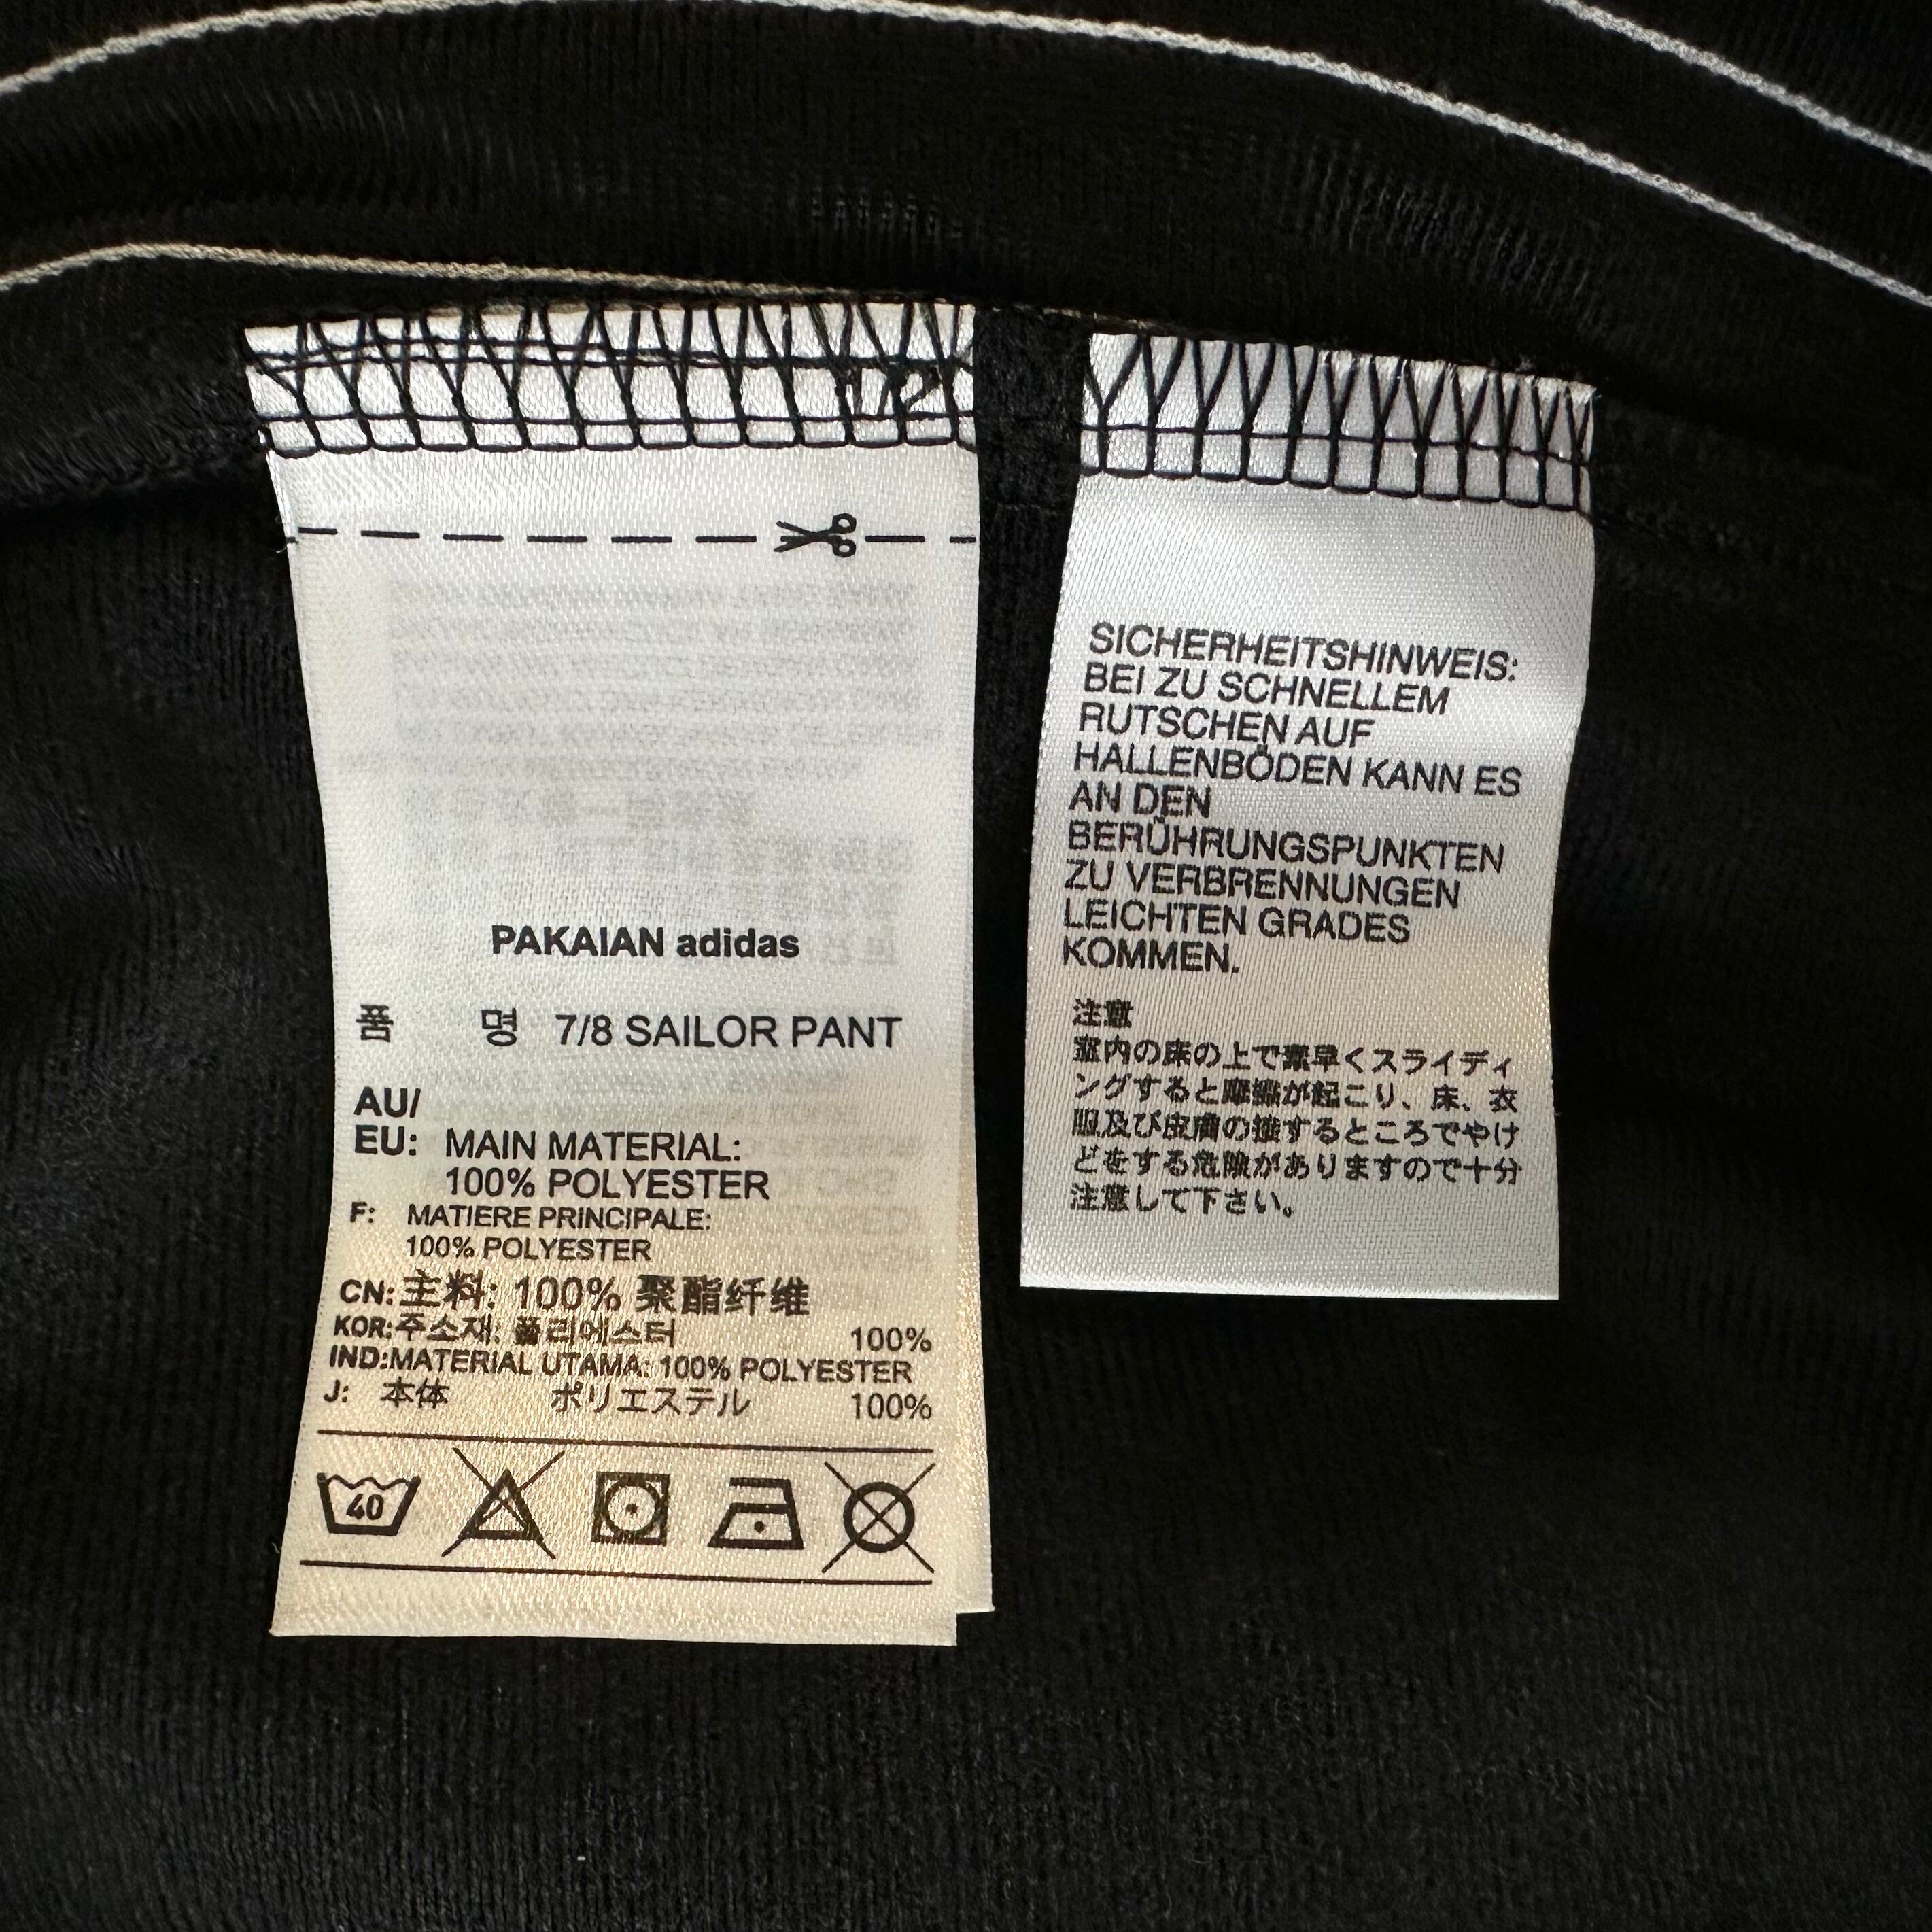 1/2
PAKAIAN adidas
품 명 7/8 SAILOR PANT
AU/
EU: MAIN MATERIAL:
100% POLYESTER
F: MATIERE PRINCIPALE:
100% POLYESTER
CN: 主料: 100% 聚酯纤维
KOR:주소재: 폴리에스터 100%
IND:MATERIAL UTAMA: 100% POLYESTER
J: 本体 ポリエステル 100%
40
SICHERHEITSHINWEIS:
BEI ZU SCHNELLEM
RUTSCHEN AUF
HALLENBÖDEN KANN ES
AN DEN
BERÜHRUNGSPUNKTEN
ZU VERBRENNUNGEN
LEICHTEN GRADES
KOMMEN.
注意
室内の床の上で素早くスライディ
ングすると摩擦が起こり、床、衣
服及び皮膚の接するところでやけ
どをする危険がありますので十分
注意して下さい。